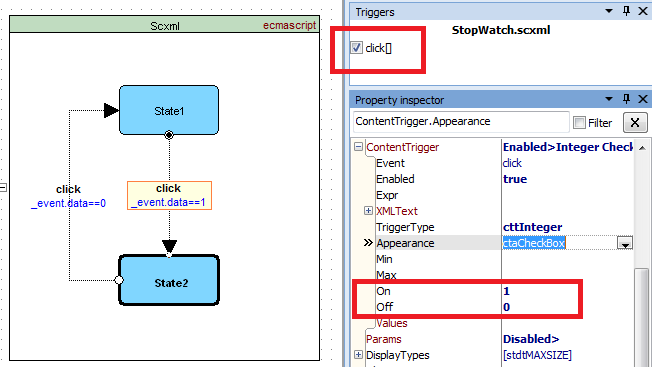 Scxml ecmascript
State1
click
_event.data==0
click
_event.data==1
State2
Triggers
StopWatch.scxml
click[]
Property inspector
ContentTrigger.Appearance Filter X
ContentTrigger Enabled>Integer Check
Event click
Enabled true
Expr
XMLText
TriggerType cttInteger
Appearance ctaCheckBox
Min
Max
On 1
Off 0
Values
Params Disabled>
DisplayTypes [stdtMAXSIZE]